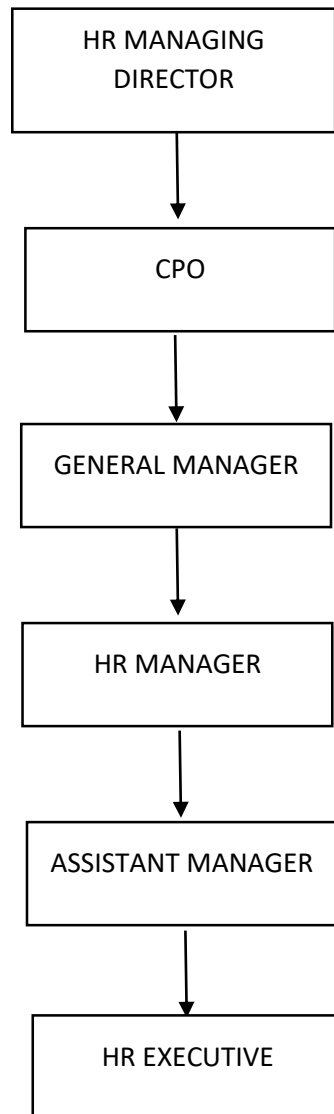 HR MANAGING
DIRECTOR
CPO
GENERAL MANAGER
HR MANAGER
ASSISTANT MANAGER
HR EXECUTIVE